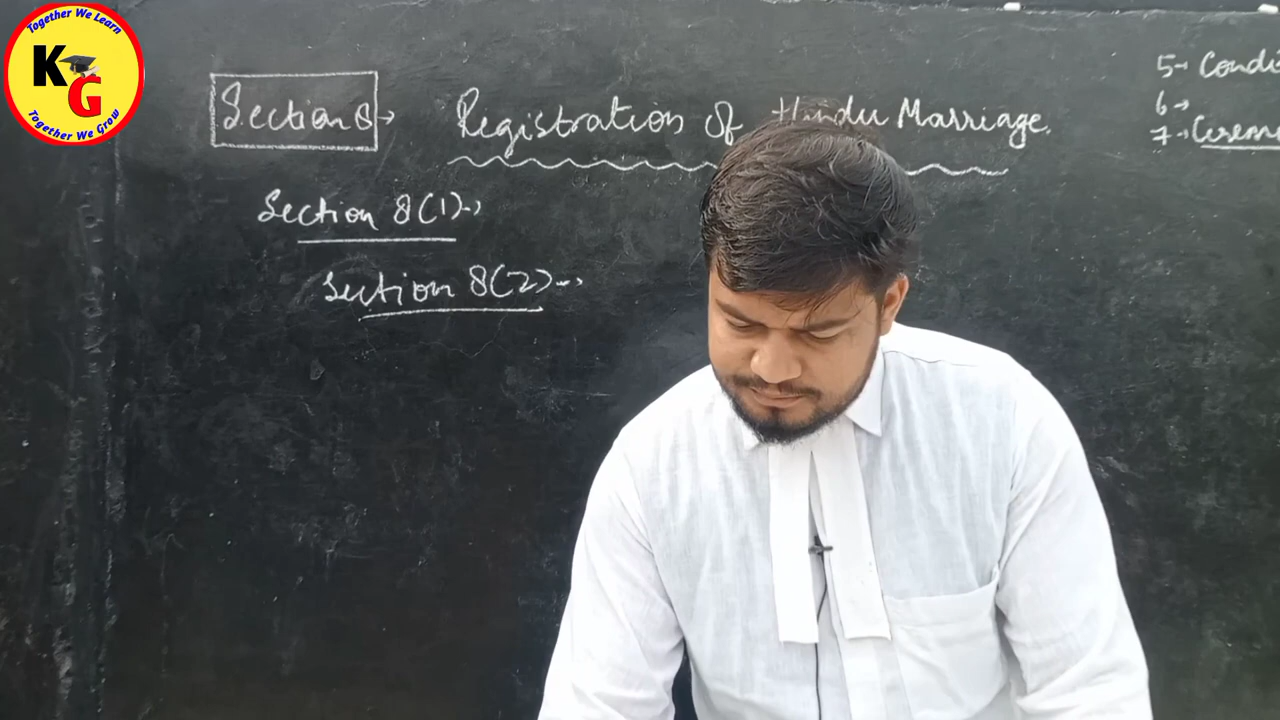 Together We Learn
KG
Together We Grow
Section 8→ Registration of Hindu Marriage.
Section 8(1)→
Section 8(2)→
5→ Condi
6→
7→ Cerem